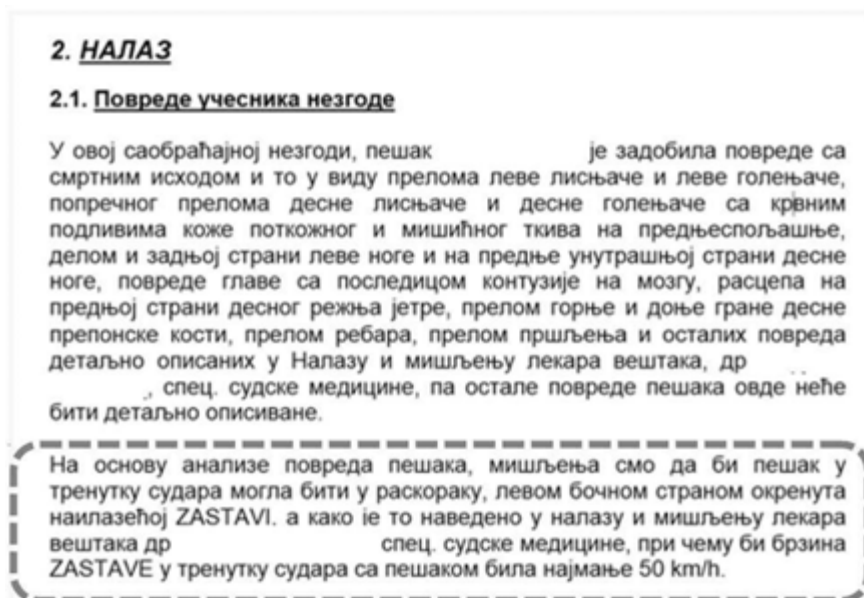 2. НАЛАЗ
2.1. Повреде учесника незгоде
У овој саобраћајној незгоди, пешак је задобила повреде са
смртним исходом и то у виду прелома леве лисњаче и леве голењаче,
попречног прелома десне лисњаче и десне голењаче са крвним
подливима коже поткожног и мишићног ткива на предњеспољашње,
делом и задњој страни леве ноге и на предње унутрашњој страни десне
ноге, повреде главе са последицом контузије на мозгу, расцепа на
предњој страни десног режња јетре, прелом горње и доње гране десне
препонске кости, прелом ребара, прелом пршљена и осталих повреда
детаљно описаних у Налазу и мишљењу лекара вештака, др
, спец. судске медицине, па остале повреде пешака овде неће
бити детаљно описиване.
На основу анализе повреда пешака, мишљења смо да би пешак у
тренутку судара могла бити у раскораку, левом бочном страном окренута
наилазећој ZASTAVI. а како је то наведено у налазу и мишљењу лекара
вештака др спец. судске медицине, при чему би брзина
ZASTAVE у тренутку судара са пешаком била најмање 50 km/h.